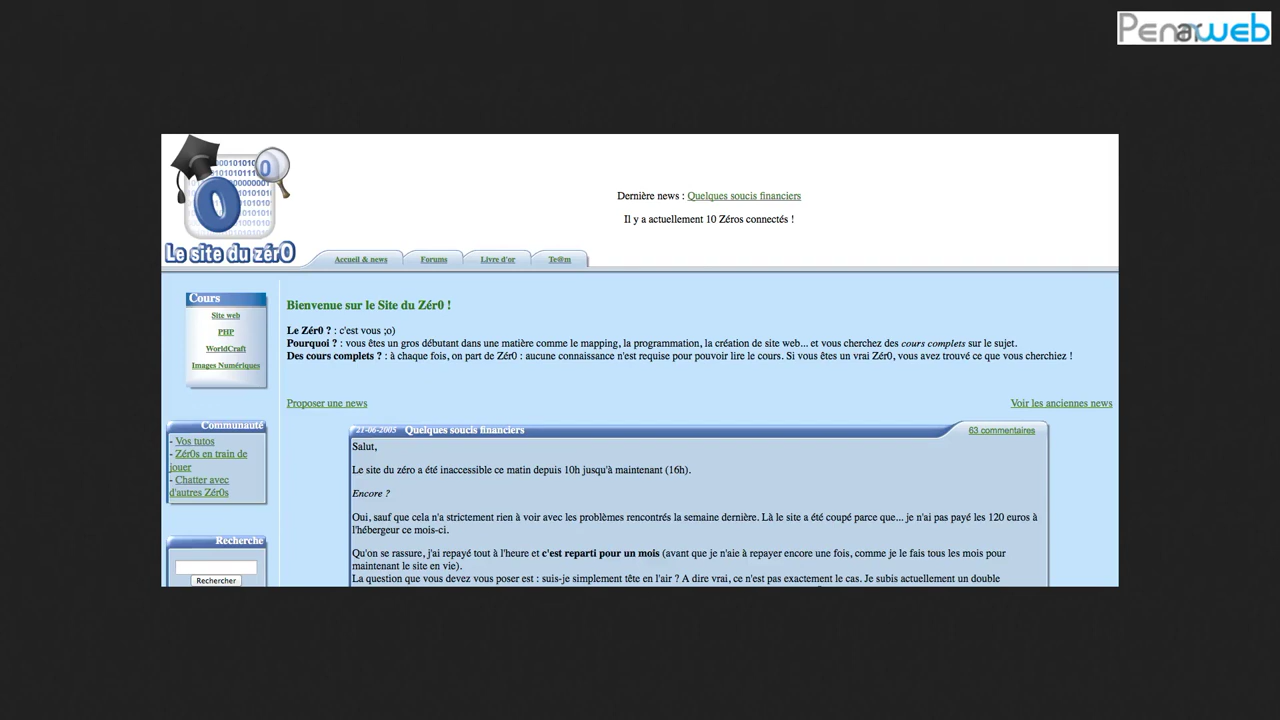 Penarweb
Le site du zér0
Dernière news : Quelques soucis financiers
Il y a actuellement 10 Zéros connectés !
Accueil & news
Forums
Livre d'or
Te@m
Cours
Site web
PHP
WorldCraft
Images Numériques
Communauté
- Vos tutos
- Zér0s en train de
jouer
- Chatter avec
d'autres Zér0s
Recherche
Rechercher
Bienvenue sur le Site du Zér0 !
Le Zér0 ? : c'est vous ;o)
Pourquoi ? : vous êtes un gros débutant dans une matière comme le mapping, la programmation, la création de site web... et vous cherchez des cours complets sur le sujet.
Des cours complets ? : à chaque fois, on part de Zér0 : aucune connaissance n'est requise pour pouvoir lire le cours. Si vous êtes un vrai Zér0, vous avez trouvé ce que vous cherchiez !
Proposer une news
Voir les anciennes news
21-06-2005 Quelques soucis financiers
63 commentaires
Salut,
Le site du zéro a été inaccessible ce matin depuis 10h jusqu'à maintenant (16h).
Encore ?
Oui, sauf que cela n'a strictement rien à voir avec les problèmes rencontrés la semaine dernière. Là le site a été coupé parce que... je n'ai pas payé les 120 euros à
l'hébergeur ce mois-ci.
Qu'on se rassure, j'ai repayé tout à l'heure et c'est reparti pour un mois (avant que je n'aie à repayer encore une fois, comme je le fais tous les mois pour
maintenant le site en vie).
La question que vous devez vous poser est : suis-je simplement tête en l'air ? A dire vrai, ce n'est pas exactement le cas. Je subis actuellement un double